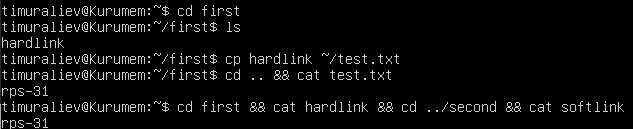 timuraliev@Kurumem:~$ cd first
timuraliev@Kurumem:~/first$ ls
hardlink
timuraliev@Kurumem:~/first$ cp hardlink ~/test.txt
timuraliev@Kurumem:~/first$ cd .. && cat test.txt
rps-31
timuraliev@Kurumem:~$ cd first && cat hardlink && cd ../second && cat softlink
rps-31